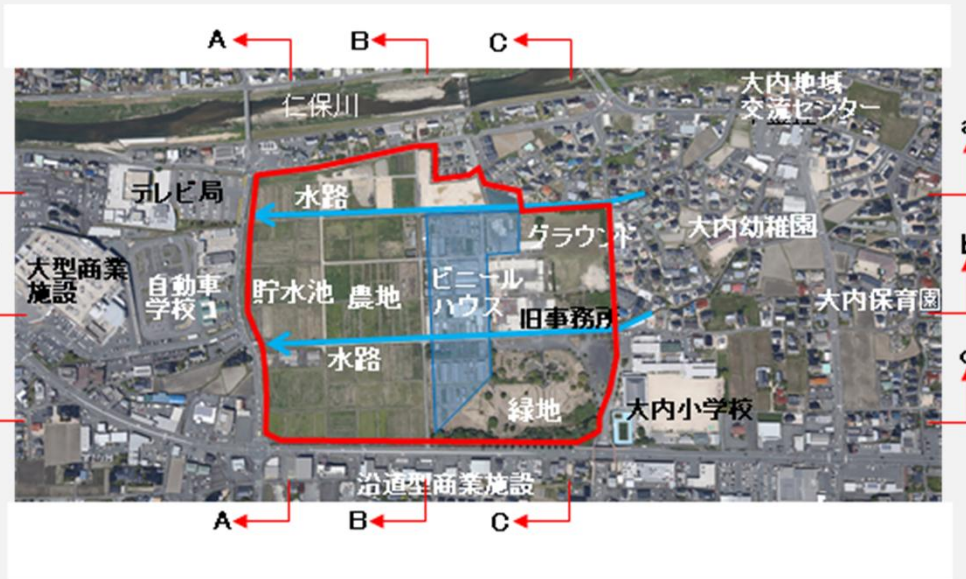 A
B
C
仁保川
大内地域
交流センター
a
テレビ局
水路
グラウンド
大内幼稚園
b
大型商業
施設
自動車
学校コ
貯水池
農地
ビニール
ハウス
旧事務所
大内保育園
水路
c
緑地
大内小学校
沿道型商業施設
A
B
C